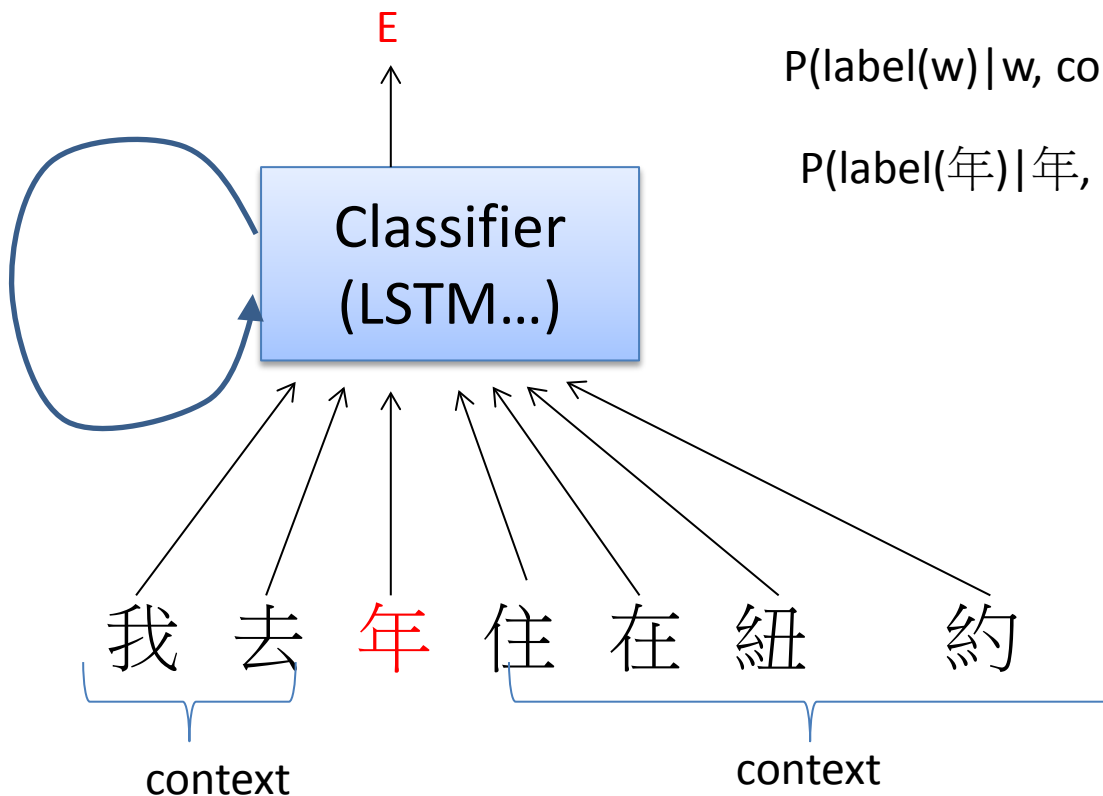 E
P(label(w)|w, co
P(label(年)|年,
Classifier
(LSTM…)
我 去 年 住 在 紐 約
context
context